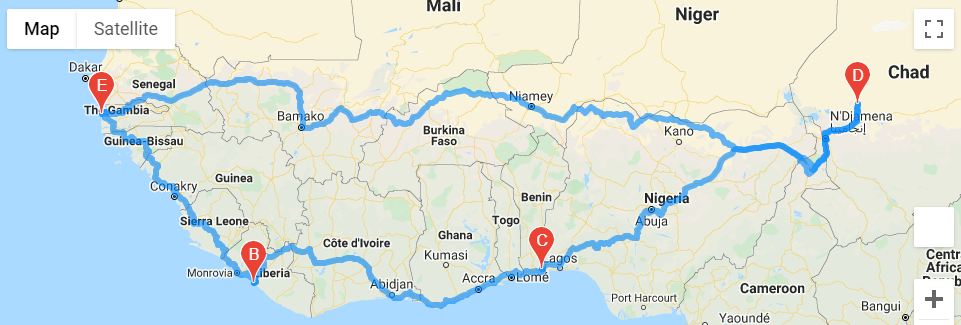 Mali
Niger
Map
Satellite
Dakar
Senegal
Chad
E
D
The Gambia
Bamako
Niamey
Kano
N'Djamena
Burkina
Faso
Guinea-Bissau
Guinea
Benin
Nigeria
Conakry
Abuja
Sierra Leone
Togo
Ghana
Côte d'Ivoire
Kumasi
B
C
Lagos
Monrovia
Liberia
Accra
Lomé
Abidjan
Port Harcourt
Cameroon
Yaoundé
Bangui
Centr
Africa